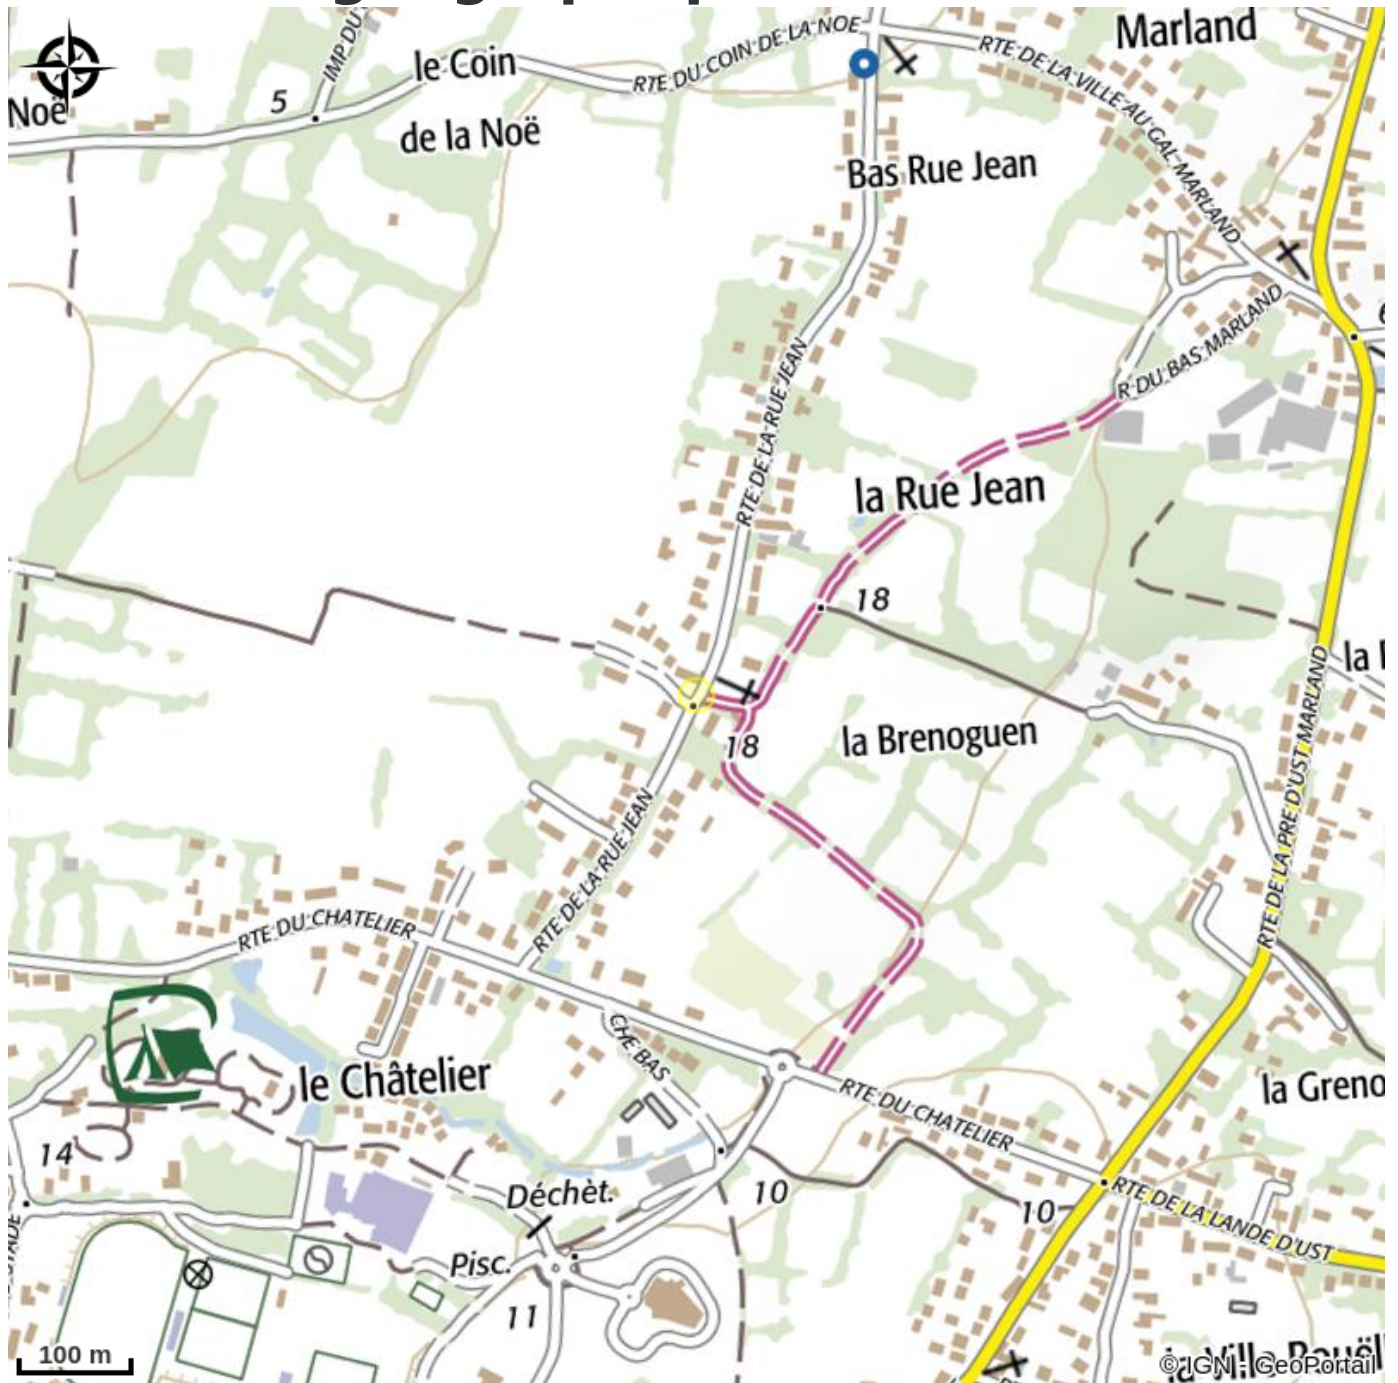 Marland
RTE DU COIN DE LA NOE
RTE DE LA VILLE AU GAL MARLAND
IMP DU
le Coin
de la Noë
5
Noë
Bas Rue Jean
R DU BAS MARLAND
RTE DE LA RUE JEAN
la Rue Jean
18
la Brenoguen
18
RTE DE LA PRE D'UST MARLAND
RTE DE LA RUE JEAN
RTE DU CHATELIER
CHE BAS
le Châtelier
RTE DU CHATELIER
la Greno
14
10
10
RTE DE LA LANDE D'UST
Déchèt.
Pisc.
11
100 m
© IGN - GeoPortail